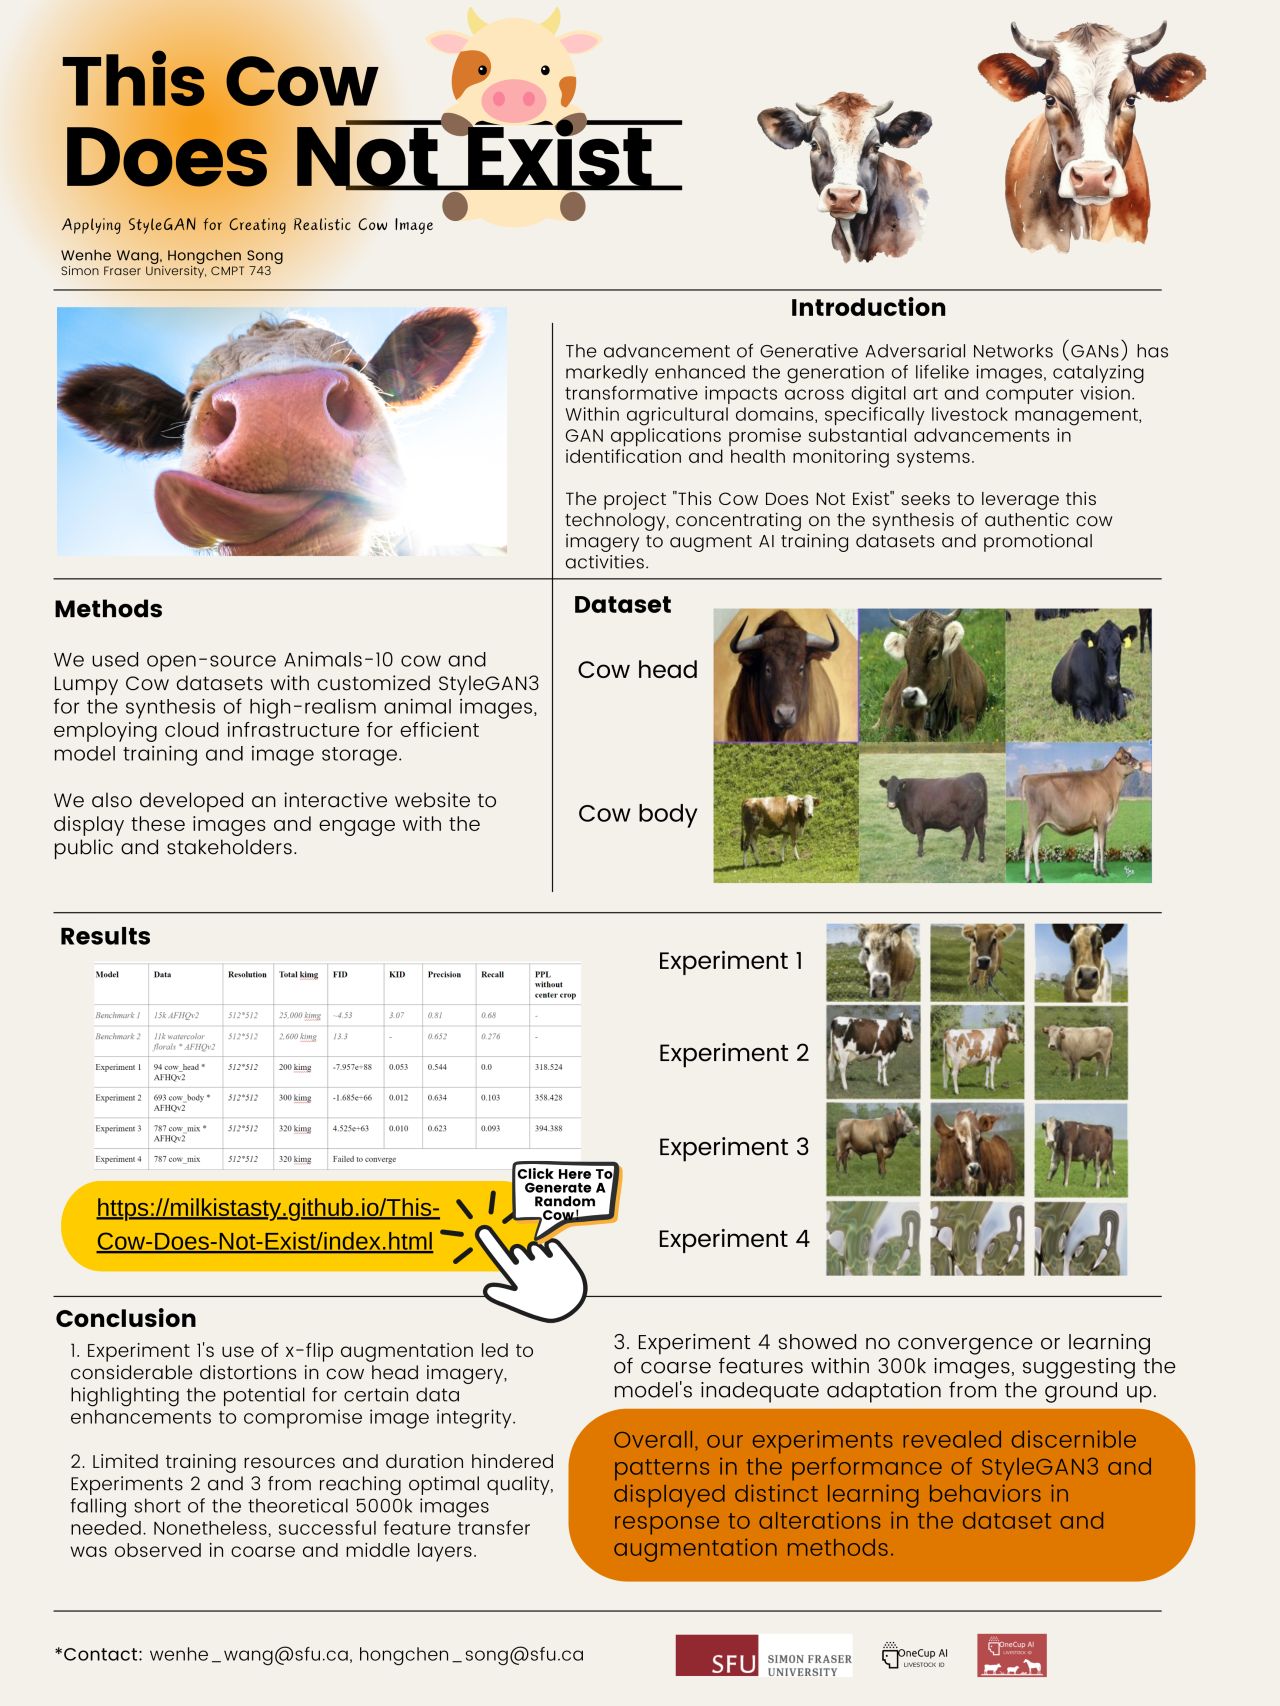 This Cow
Does Not Exist
Applying StyleGAN for Creating Realistic Cow Image
Wenhe Wang, Hongchen Song
Simon Fraser University, CMPT 743
Introduction
The advancement of Generative Adversarial Networks (GANs) has
markedly enhanced the generation of lifelike images, catalyzing
transformative impacts across digital art and computer vision.
Within agricultural domains, specifically livestock management,
GAN applications promise substantial advancements in
identification and health monitoring systems.
The project "This Cow Does Not Exist" seeks to leverage this
technology, concentrating on the synthesis of authentic cow
imagery to augment AI training datasets and promotional
activities.
Methods
We used open-source Animals-10 cow and
Lumpy Cow datasets with customized StyleGAN3
for the synthesis of high-realism animal images,
employing cloud infrastructure for efficient
model training and image storage.
We also developed an interactive website to
display these images and engage with the
public and stakeholders.
Dataset
Cow head
Cow body
Results
Model Data Resolution Total kimg FID KID Precision Recall PPL without center crop
Benchmark 1 15k AFHQv2 512*512 25,000 kimg ~4.53 3.07 0.81 0.68 -
Benchmark 2 11k watercolor florals * AFHQv2 512*512 2,600 kimg 13.3 - 0.652 0.276 -
Experiment 1 94 cow_head * AFHQv2 512*512 200 kimg -7.957e+88 0.053 0.544 0.0 318.524
Experiment 2 693 cow_body * AFHQv2 512*512 300 kimg -1.685e+66 0.012 0.634 0.103 358.428
Experiment 3 787 cow_mix * AFHQv2 512*512 320 kimg 4.525e+63 0.010 0.623 0.093 394.388
Experiment 4 787 cow_mix 512*512 320 kimg Failed to converge
https://milkistasty.github.io/This-
Cow-Does-Not-Exist/index.html
Click Here To
Generate A
Random
Cow!
Experiment 1
Experiment 2
Experiment 3
Experiment 4
Conclusion
1. Experiment 1's use of x-flip augmentation led to
considerable distortions in cow head imagery,
highlighting the potential for certain data
enhancements to compromise image integrity.
2. Limited training resources and duration hindered
Experiments 2 and 3 from reaching optimal quality,
falling short of the theoretical 5000k images
needed. Nonetheless, successful feature transfer
was observed in coarse and middle layers.
3. Experiment 4 showed no convergence or learning
of coarse features within 300k images, suggesting the
model's inadequate adaptation from the ground up.
Overall, our experiments revealed discernible
patterns in the performance of StyleGAN3 and
displayed distinct learning behaviors in
response to alterations in the dataset and
augmentation methods.
*Contact: wenhe_wang@sfu.ca, hongchen_song@sfu.ca
SFU SIMON FRASER
UNIVERSITY
OneCup AI
LIVESTOCK ID
OneCup AI
LIVESTOCK ID